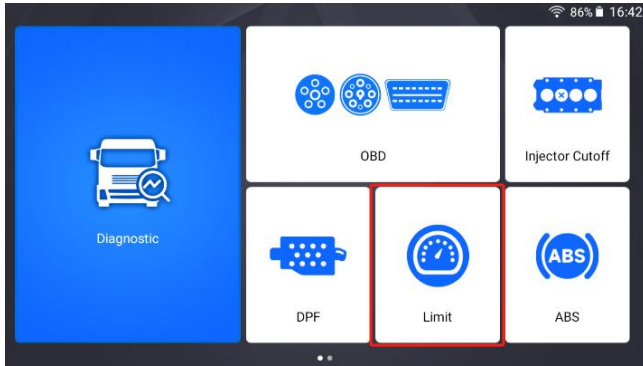 86% 16:42
OBD
Injector Cutoff
Diagnostic
DPF
Limit
ABS
ABS